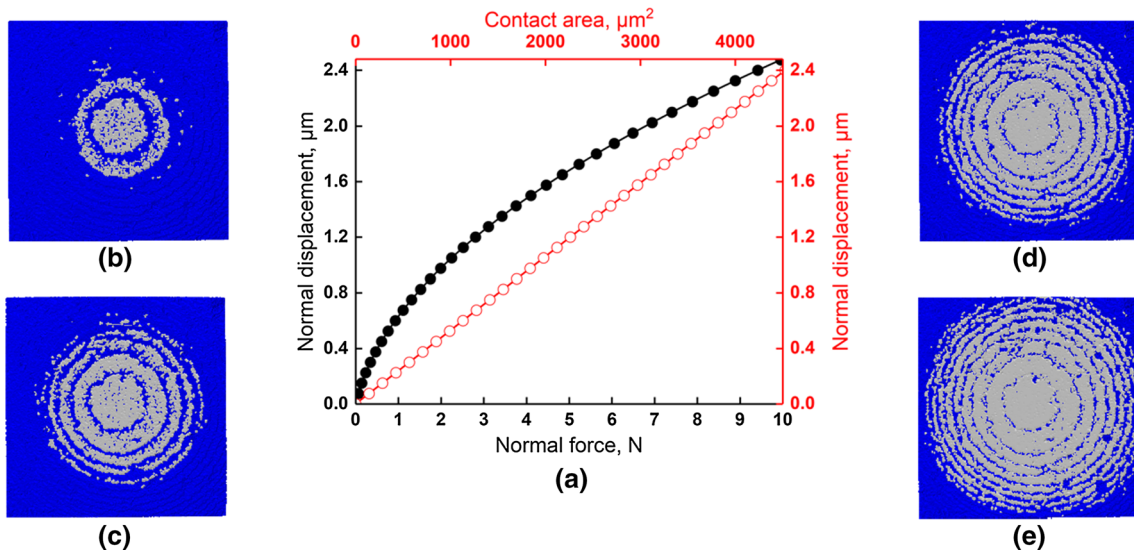 Contact area, µm²
0 1000 2000 3000 4000
2.4 2.4
2.0 2.0
1.6 1.6
1.2 1.2
0.8 0.8
0.4 0.4
0.0 0.0
Normal displacement, µm
Normal displacement, µm
0 1 2 3 4 5 6 7 8 9 10
Normal force, N
(a)
(b)
(c)
(d)
(e)